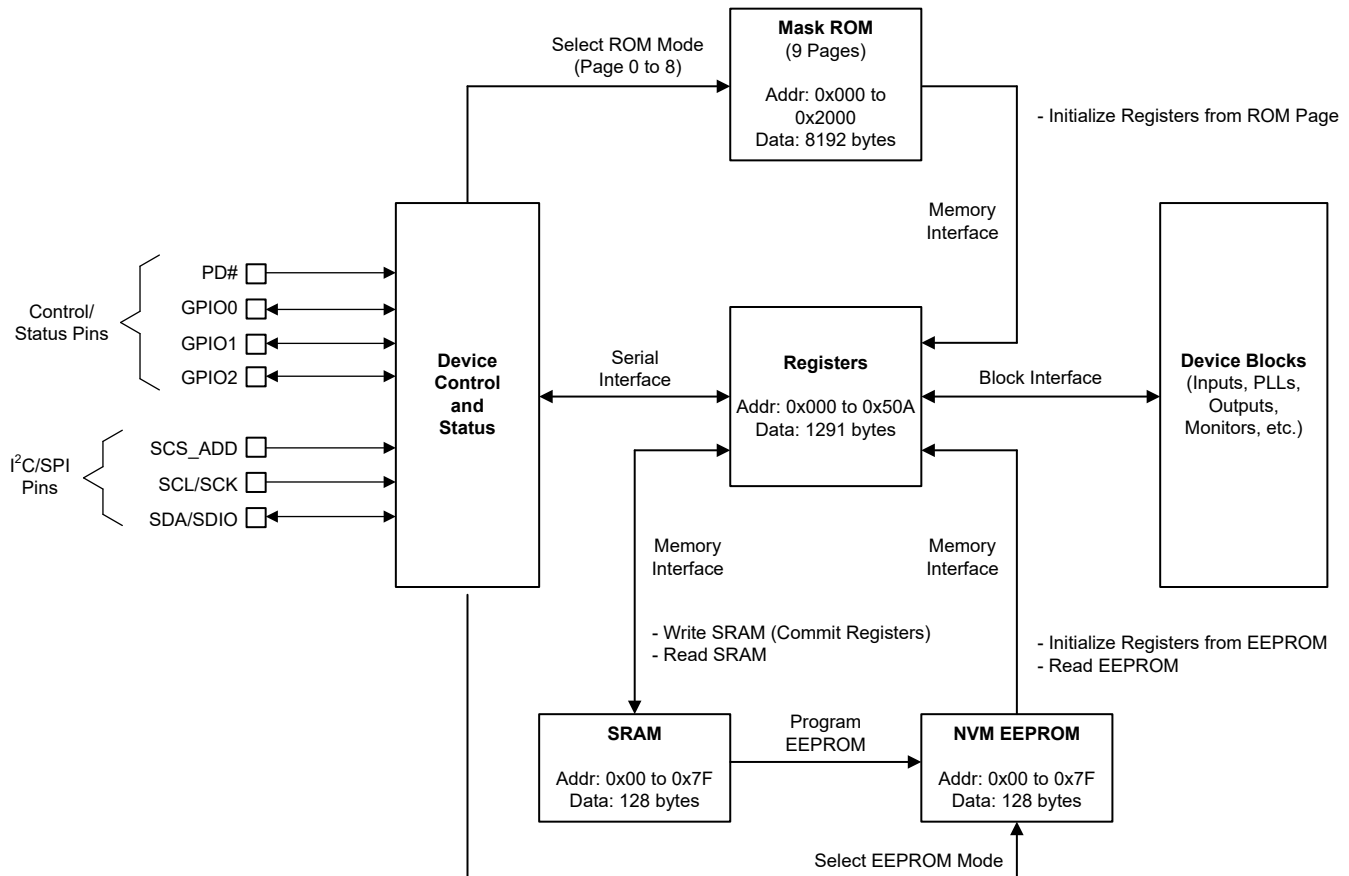 Select ROM Mode
(Page 0 to 8)
Mask ROM
(9 Pages)
Addr: 0x000 to
0x2000
Data: 8192 bytes
- Initialize Registers from ROM Page
Memory
Interface
Control/
Status Pins
PD#
GPIO0
GPIO1
GPIO2
I²C/SPI
Pins
SCS_ADD
SCL/SCK
SDA/SDIO
Device
Control
and
Status
Serial
Interface
Registers
Addr: 0x000 to 0x50A
Data: 1291 bytes
Block Interface
Device Blocks
(Inputs, PLLs,
Outputs,
Monitors, etc.)
Memory
Interface
Memory
Interface
- Write SRAM (Commit Registers)
- Read SRAM
- Initialize Registers from EEPROM
- Read EEPROM
SRAM
Addr: 0x00 to 0x7F
Data: 128 bytes
Program
EEPROM
NVM EEPROM
Addr: 0x00 to 0x7F
Data: 128 bytes
Select EEPROM Mode